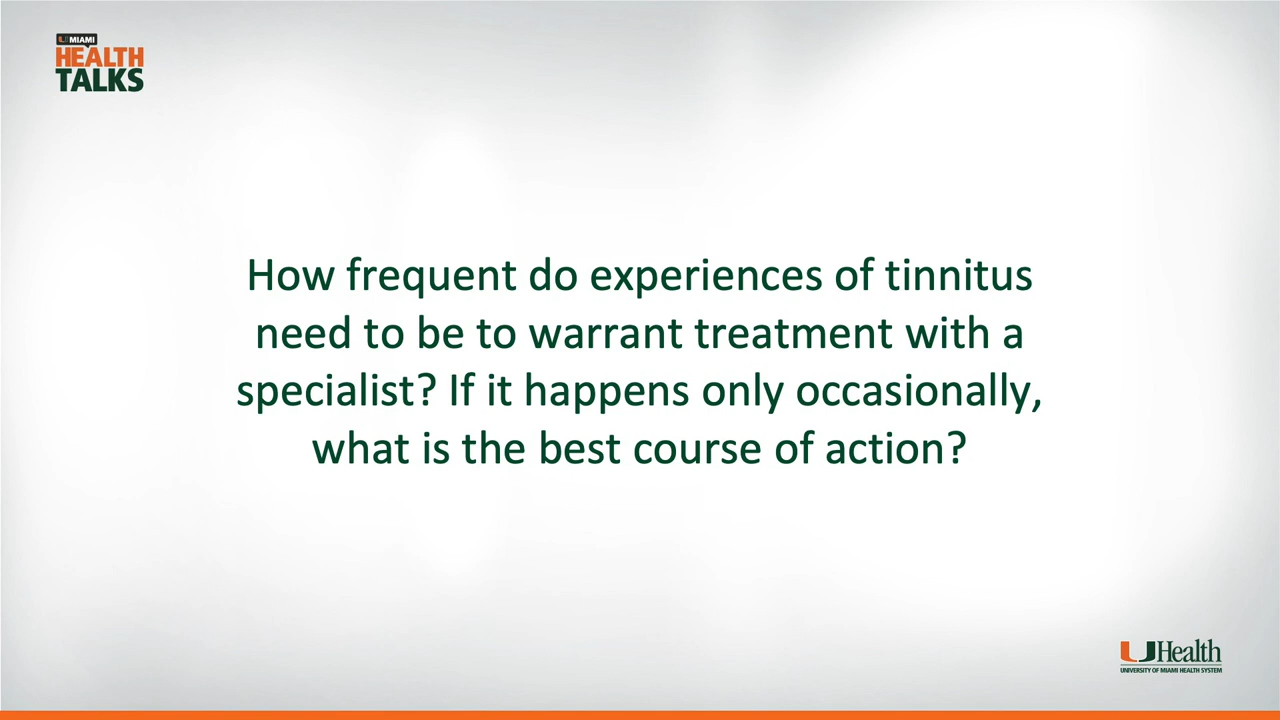 U MIAMI
HEALTH
TALKS
How frequent do experiences of tinnitus
need to be to warrant treatment with a
specialist? If it happens only occasionally,
what is the best course of action?
UHealth
UNIVERSITY OF MIAMI HEALTH SYSTEM